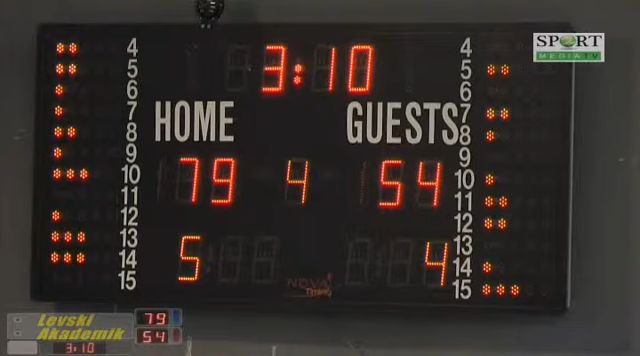 SPORT
MEDIA TV
3:10
HOME GUESTS
79 4 54
5 4
4 4
5 5
6 6
7 7
8 8
9 9
10 10
11 11
12 12
13 13
14 14
15 15
NOVA
Timing
Levski 79
Akademik 54
3:10